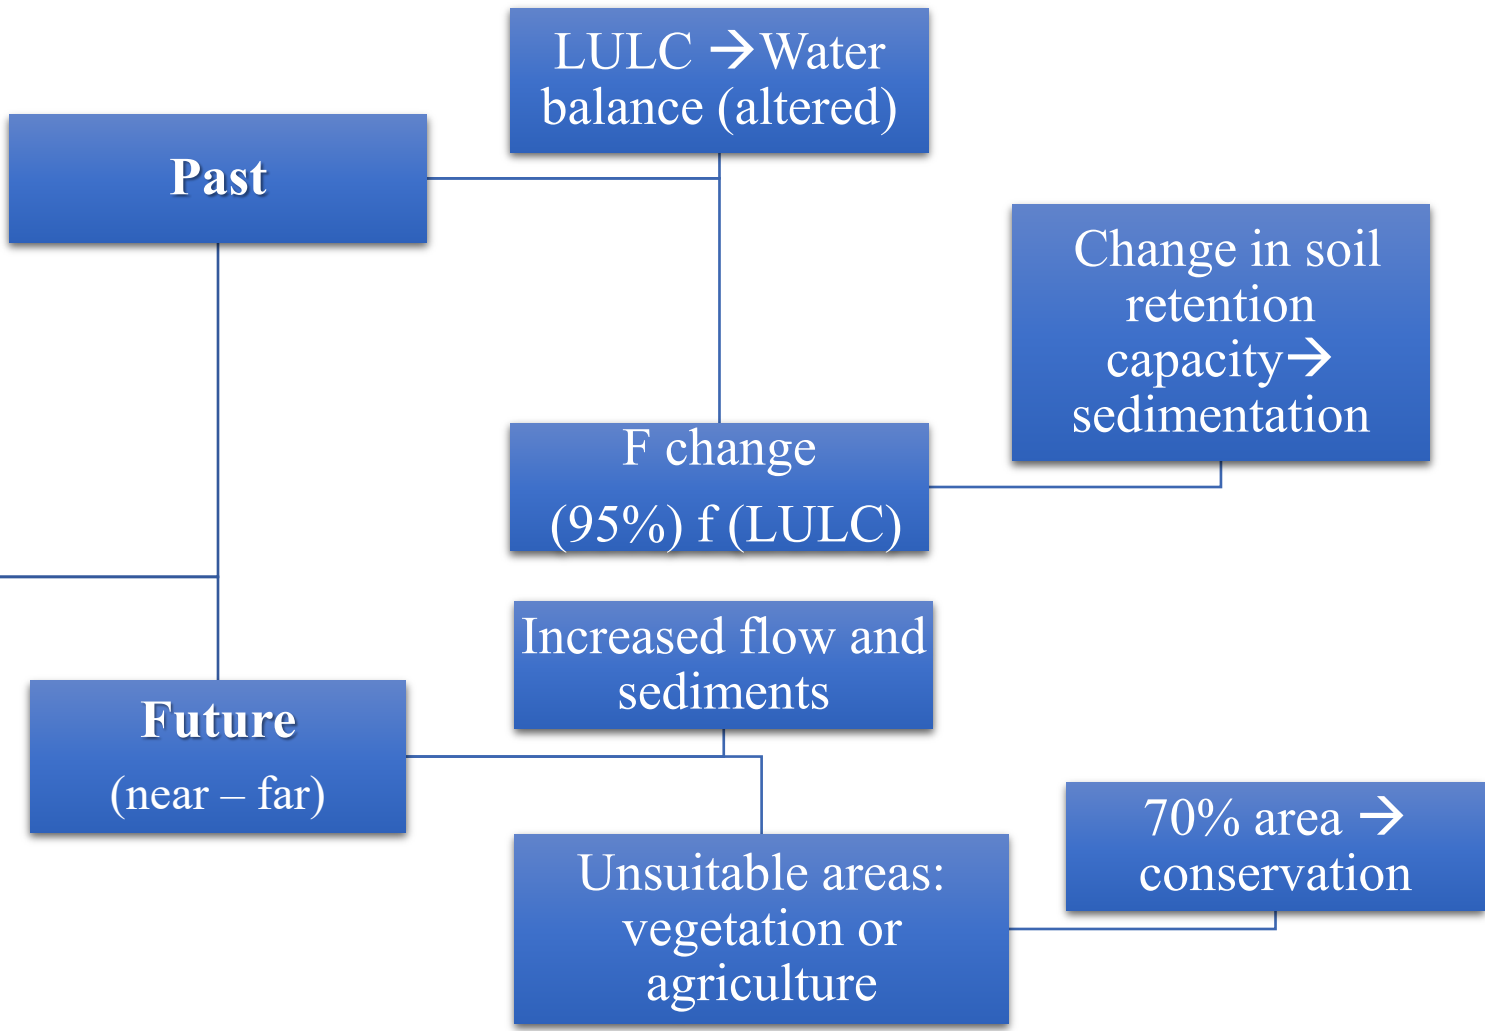 LULC →Water
balance (altered)
Past
Change in soil
retention
capacity→
sedimentation
F change
(95%) f (LULC)
Increased flow and
sediments
Future
(near – far)
70% area →
conservation
Unsuitable areas:
vegetation or
agriculture